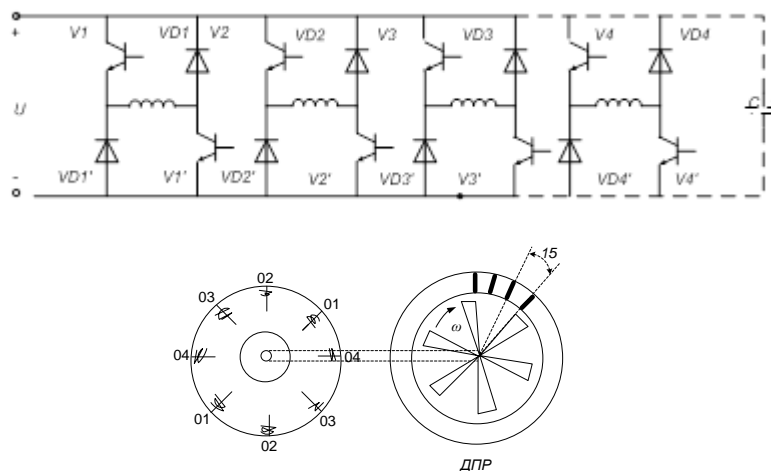 V1 VD1 V2 VD2 V3 VD3 V4 VD4
+
U
C
-
VD1' V1' VD2' V2' VD3' V3' VD4' V4'
15
02
03 01
ω
04 04
01 03
02
ДПР